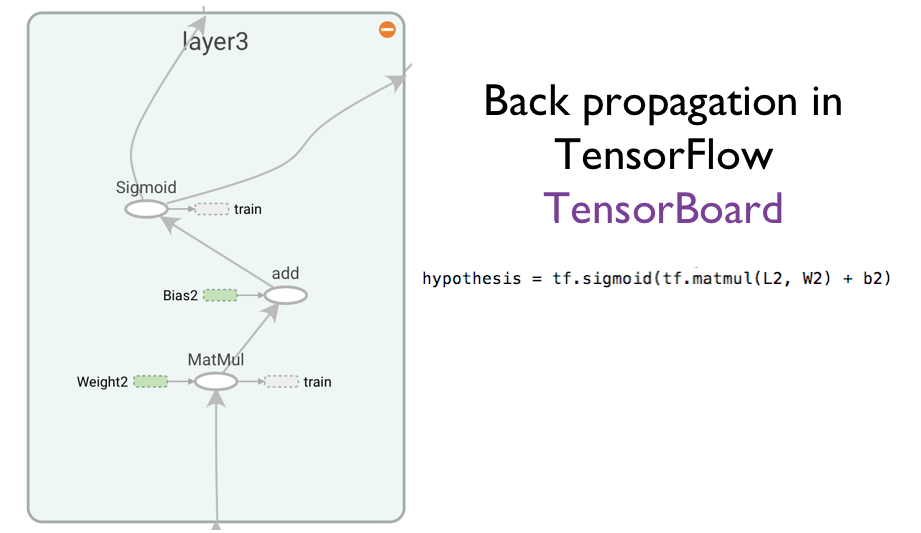 layer3
Sigmoid
train
add
Bias2
MatMul
Weight2
train
Back propagation in
TensorFlow
TensorBoard
hypothesis = tf.sigmoid(tf.matmul(L2, W2) + b2)